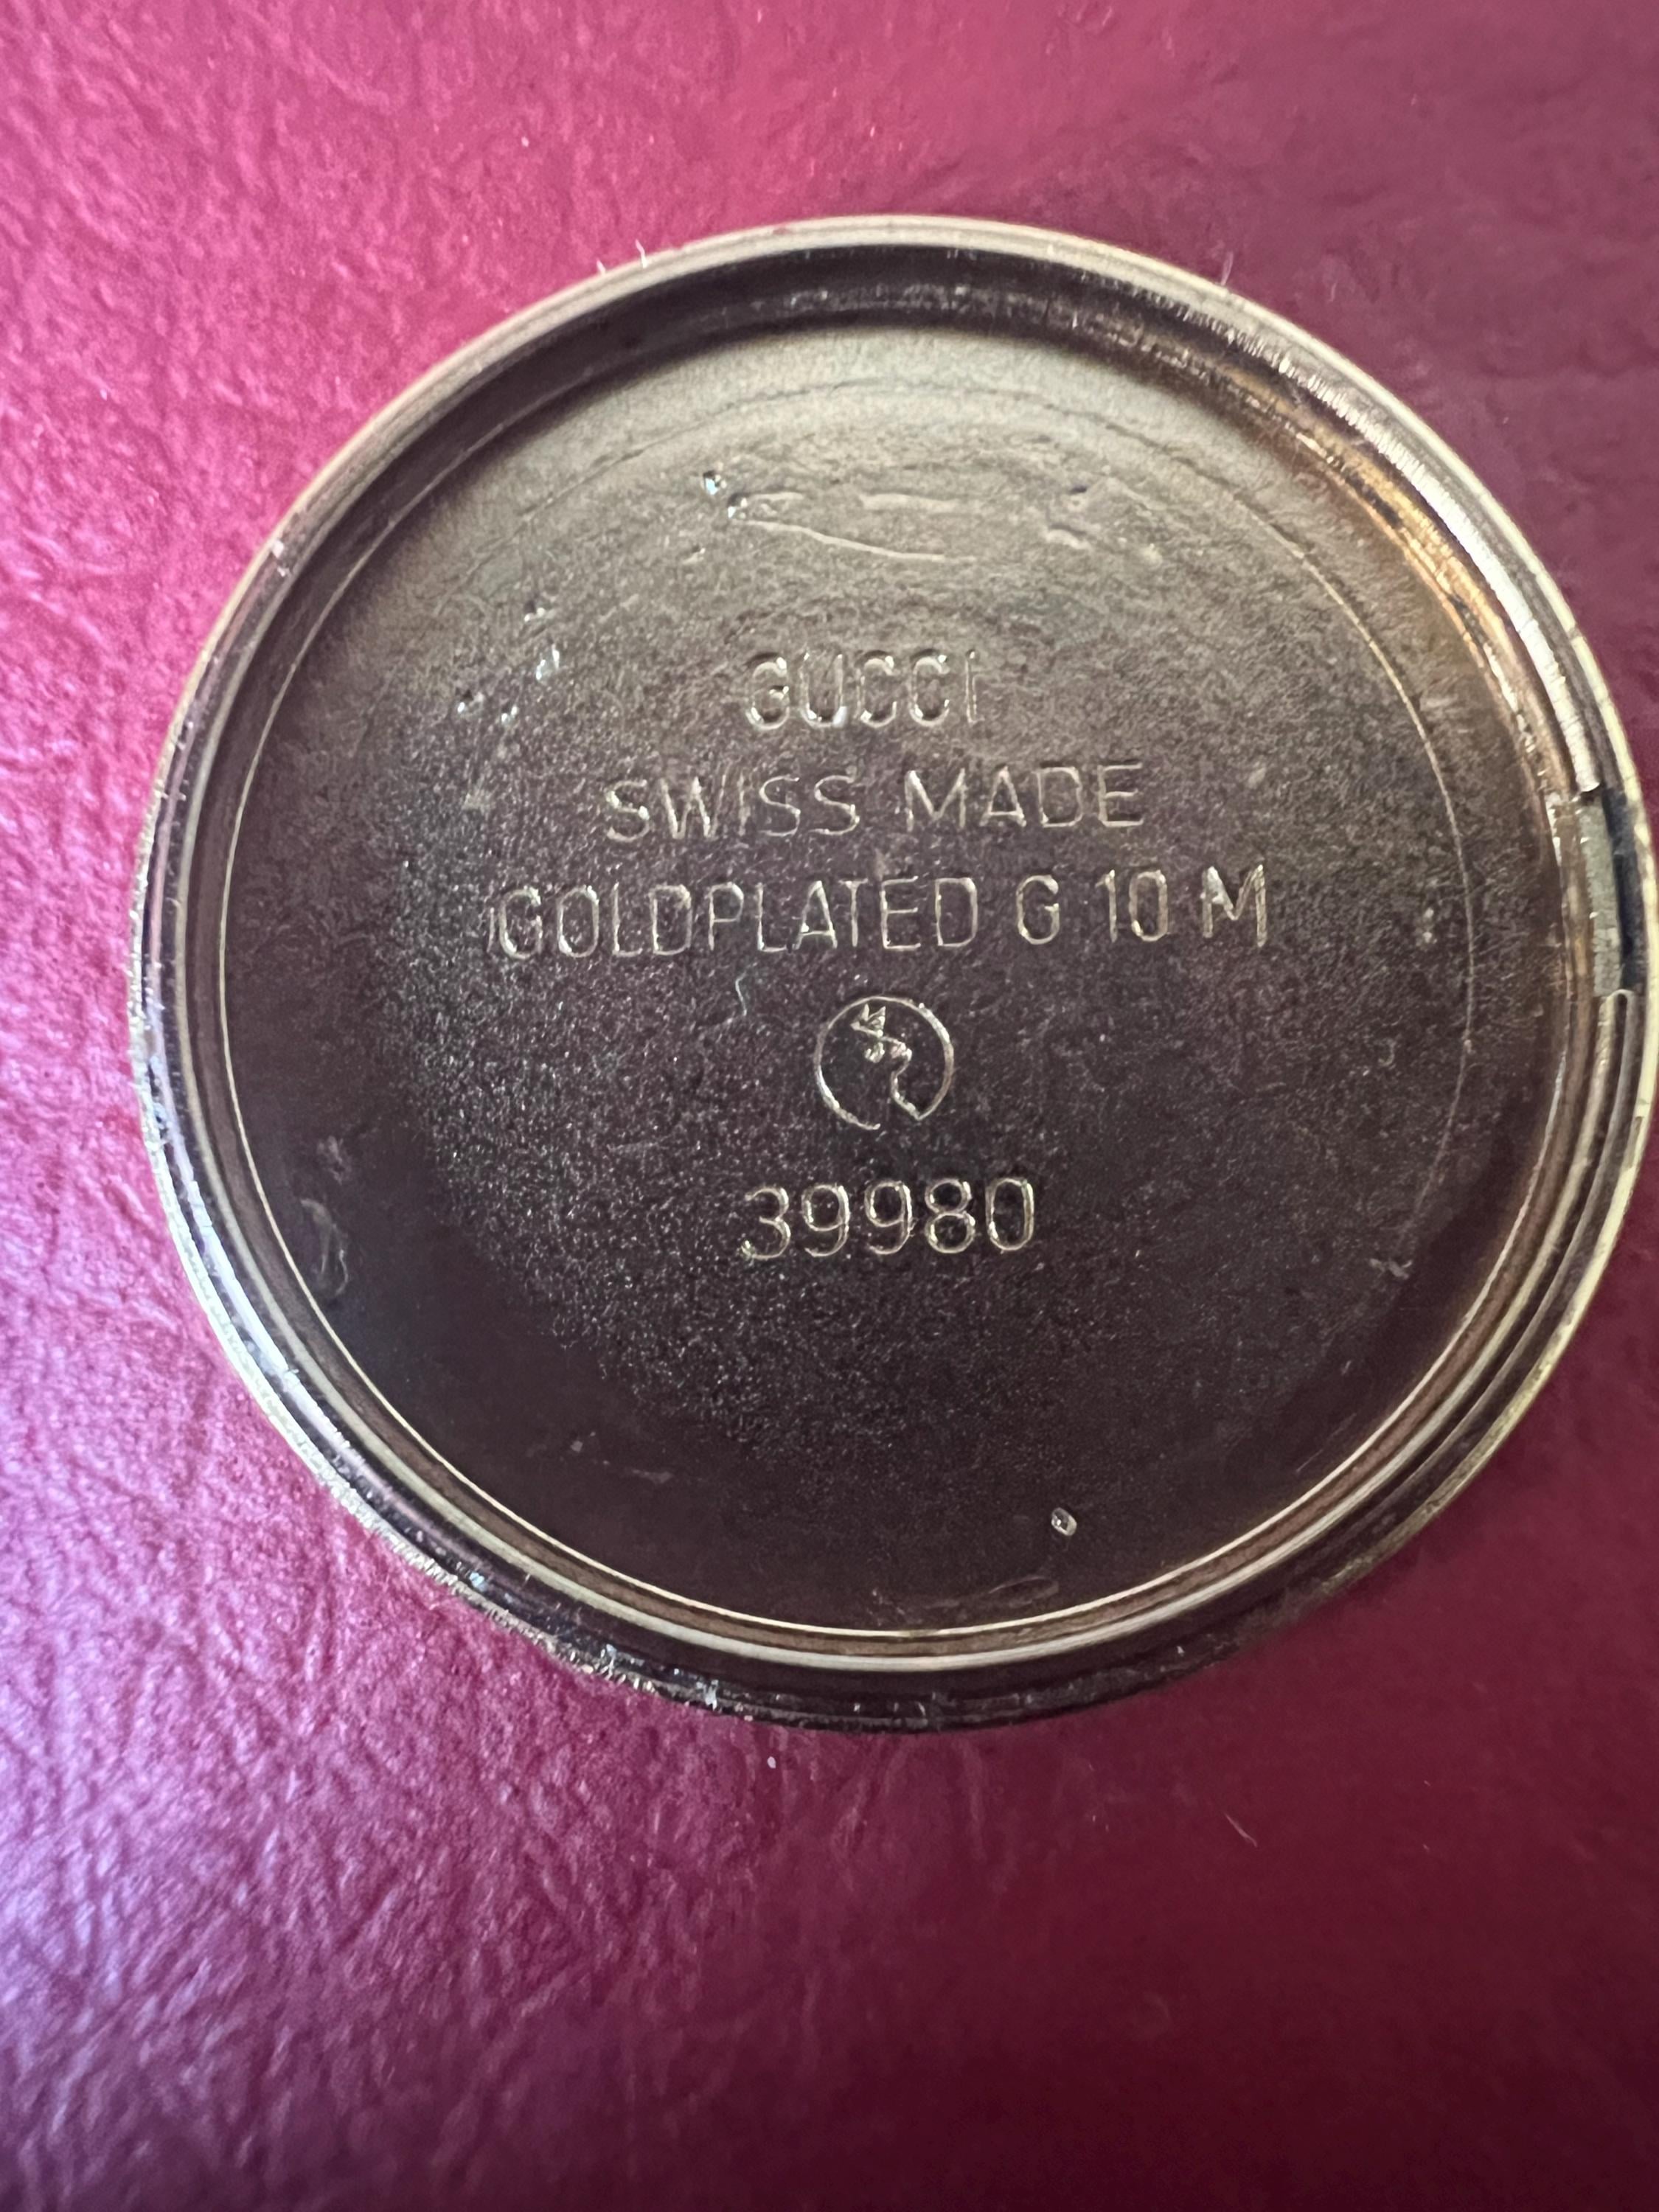 GUCCI
SWISS MADE
GOLDPLATED G 10 M
39980